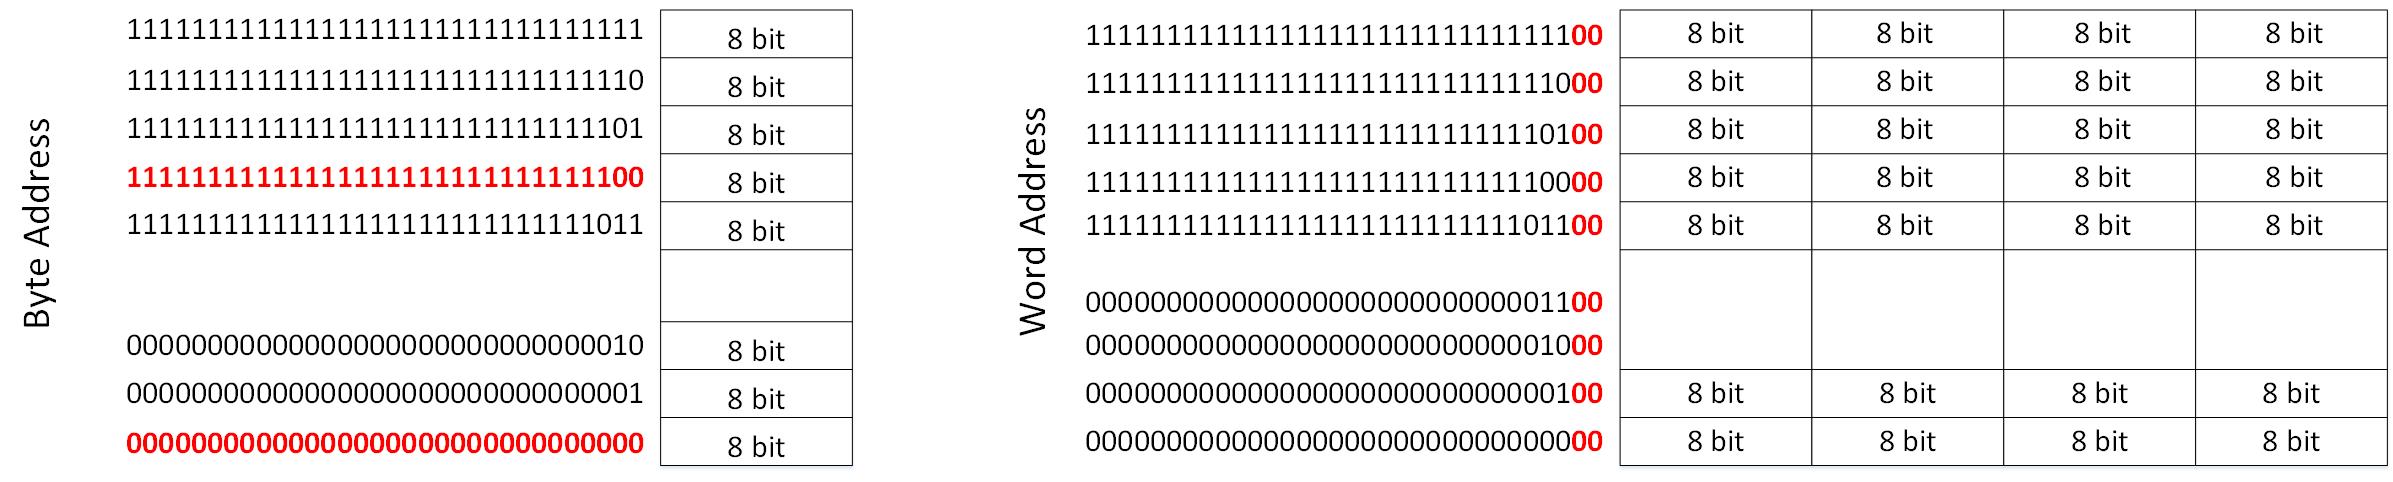 Byte Address
11111111111111111111111111111111 8 bit
11111111111111111111111111111110 8 bit
11111111111111111111111111111101 8 bit
11111111111111111111111111111100 8 bit
11111111111111111111111111111011 8 bit
00000000000000000000000000000010 8 bit
00000000000000000000000000000001 8 bit
00000000000000000000000000000000 8 bit
Word Address
11111111111111111111111111111100 8 bit 8 bit 8 bit 8 bit
11111111111111111111111111111000 8 bit 8 bit 8 bit 8 bit
11111111111111111111111111110100 8 bit 8 bit 8 bit 8 bit
11111111111111111111111111110000 8 bit 8 bit 8 bit 8 bit
11111111111111111111111111101100 8 bit 8 bit 8 bit 8 bit
00000000000000000000000000001100
00000000000000000000000000001000
00000000000000000000000000000100 8 bit 8 bit 8 bit 8 bit
00000000000000000000000000000000 8 bit 8 bit 8 bit 8 bit